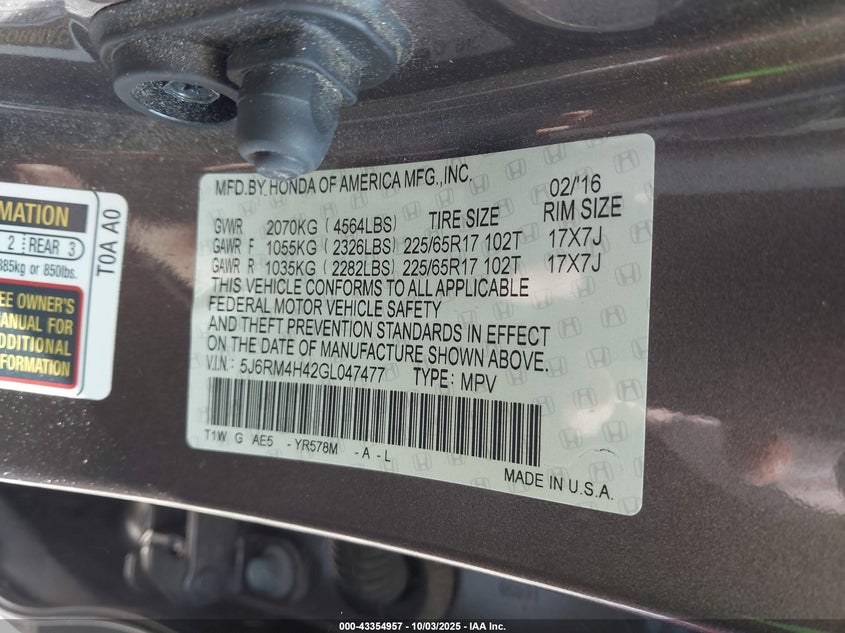 MFD.BY HONDA OF AMERICA MFG.,INC. 02/'16
GVWR 2070KG (4564LBS) TIRE SIZE RIM SIZE
GAWR F 1055KG (2326LBS) 225/65R17 102T 17X7J
GAWR R 1035KG (2282LBS) 225/65R17 102T 17X7J
THIS VEHICLE CONFORMS TO ALL APPLICABLE
FEDERAL MOTOR VEHICLE SAFETY
AND THEFT PREVENTION STANDARDS IN EFFECT
ON THE DATE OF MANUFACTURE SHOWN ABOVE.
V.I.N.: 5J6RM4H42GL047477 TYPE: MPV
T1W G AE5 -YR578M -A-L
MADE IN U.S.A.
MATION
2 REAR 3
385kg or 850lbs.
EE OWNER'S
ANUAL FOR
DDITIONAL
FORMATION
T0A A0
000-43354957 - 10/03/2025 - IAA Inc.